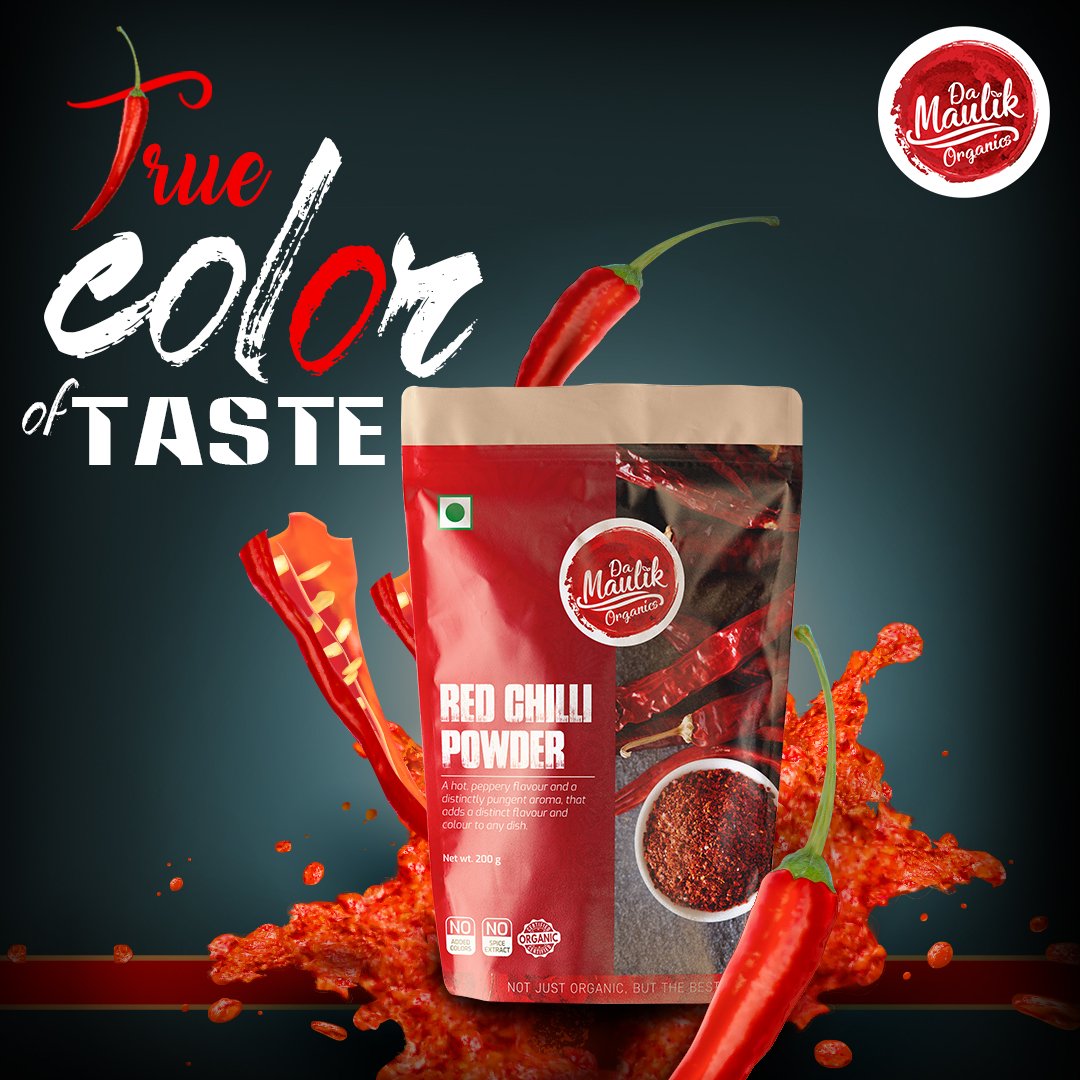 True
color
of TASTE
Da
Maulik
Organics
Da
Maulik
Organics
RED CHILLI
POWDER
A hot, peppery flavour and a
distinctly pungent aroma, that
adds a distinct flavour and
colour to any dish.
Net wt. 200 g
NO
ADDED
COLORS
NO
SPICE
EXTRACT
CERTIFIED
ORGANIC
CERTIFIED
NOT JUST ORGANIC, BUT THE BEST